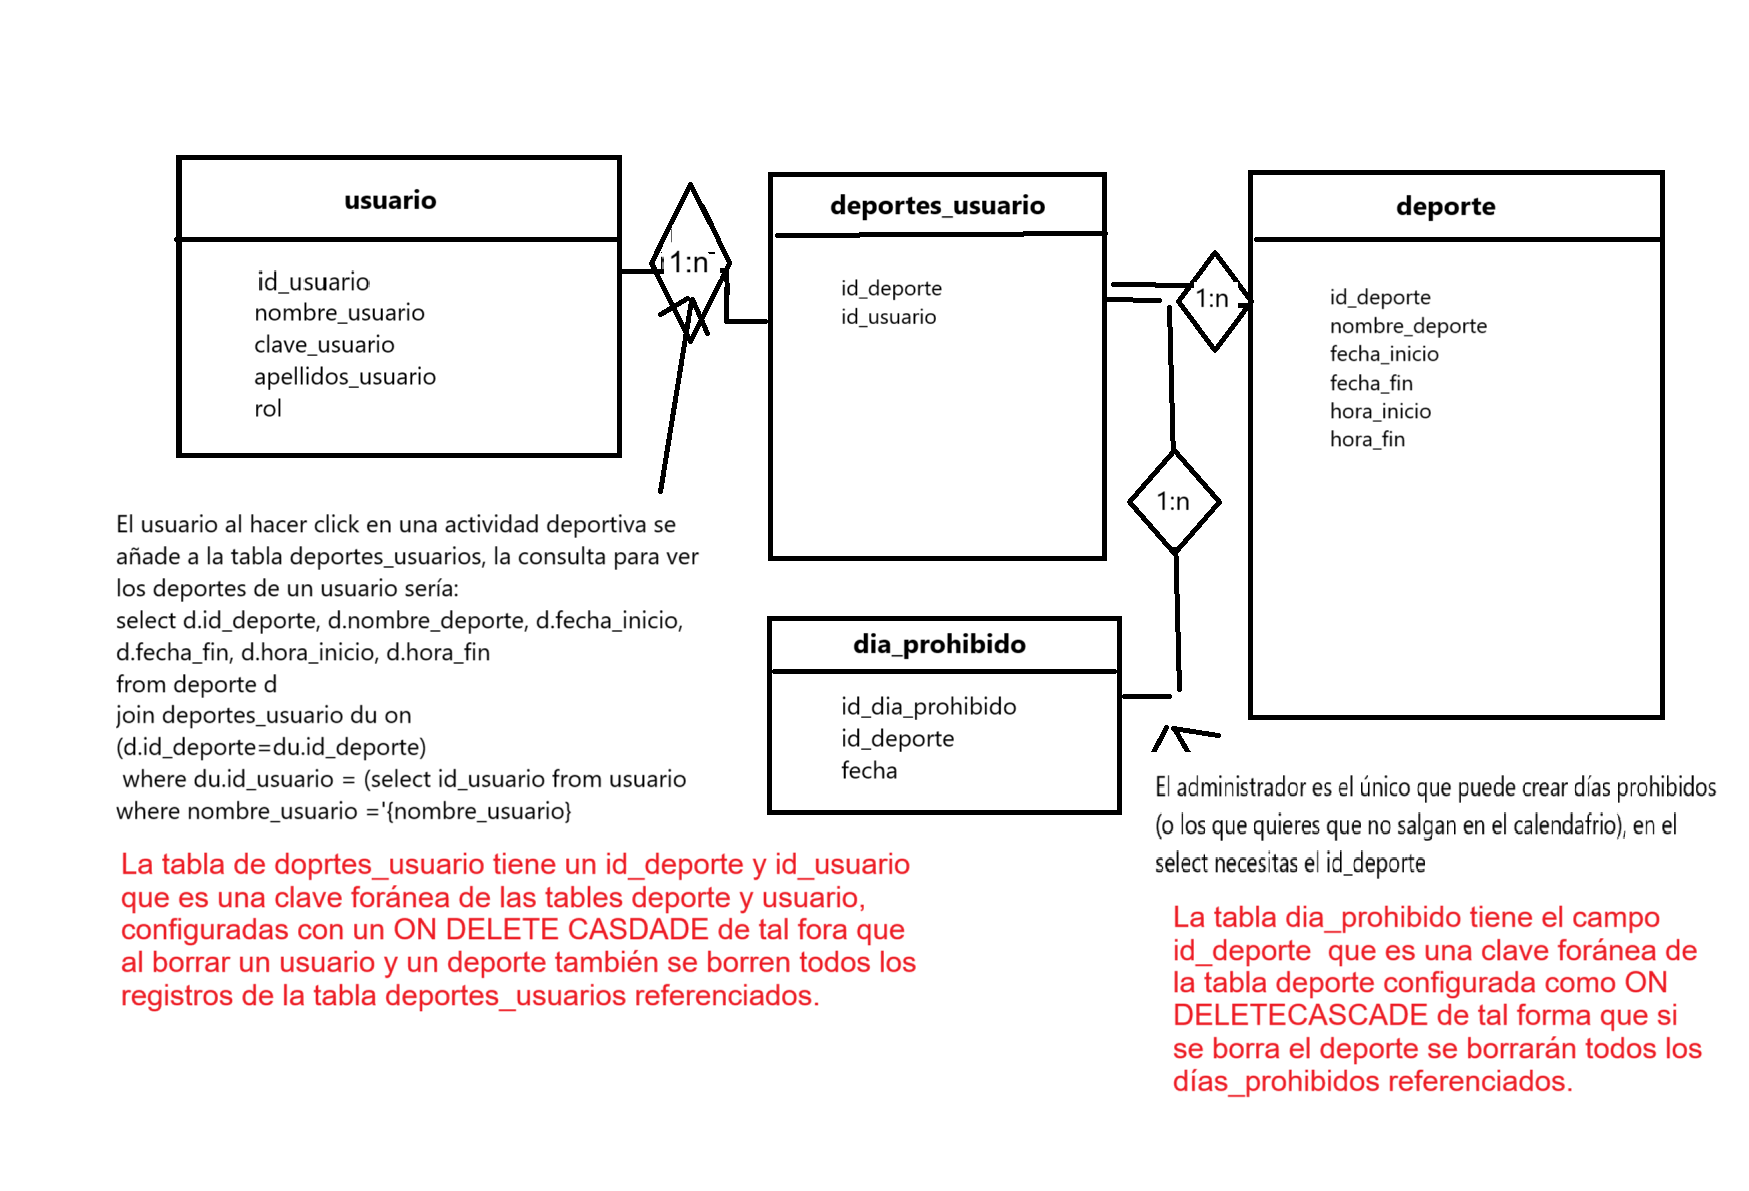 usuario
id_usuario
nombre_usuario
clave_usuario
apellidos_usuario
rol
1:n
deportes_usuario
id_deporte
id_usuario
1:n
deporte
id_deporte
nombre_deporte
fecha_inicio
fecha_fin
hora_inicio
hora_fin
1:n
dia_prohibido
id_dia_prohibido
id_deporte
fecha
El usuario al hacer click en una actividad deportiva se
añade a la tabla deportes_usuarios, la consulta para ver
los deportes de un usuario sería:
select d.id_deporte, d.nombre_deporte, d.fecha_inicio,
d.fecha_fin, d.hora_inicio, d.hora_fin
from deporte d
join deportes_usuario du on
(d.id_deporte=du.id_deporte)
where du.id_usuario = (select id_usuario from usuario
where nombre_usuario ='{nombre_usuario}
La tabla de doprtes_usuario tiene un id_deporte y id_usuario
que es una clave foránea de las tables deporte y usuario,
configuradas con un ON DELETE CASDADE de tal fora que
al borrar un usuario y un deporte también se borren todos los
registros de la tabla deportes_usuarios referenciados.
El administrador es el único que puede crear días prohibidos
(o los que quieres que no salgan en el calendafrio), en el
select necesitas el id_deporte
La tabla dia_prohibido tiene el campo
id_deporte que es una clave foránea de
la tabla deporte configurada como ON
DELETECASCADE de tal forma que si
se borra el deporte se borrarán todos los
días_prohibidos referenciados.